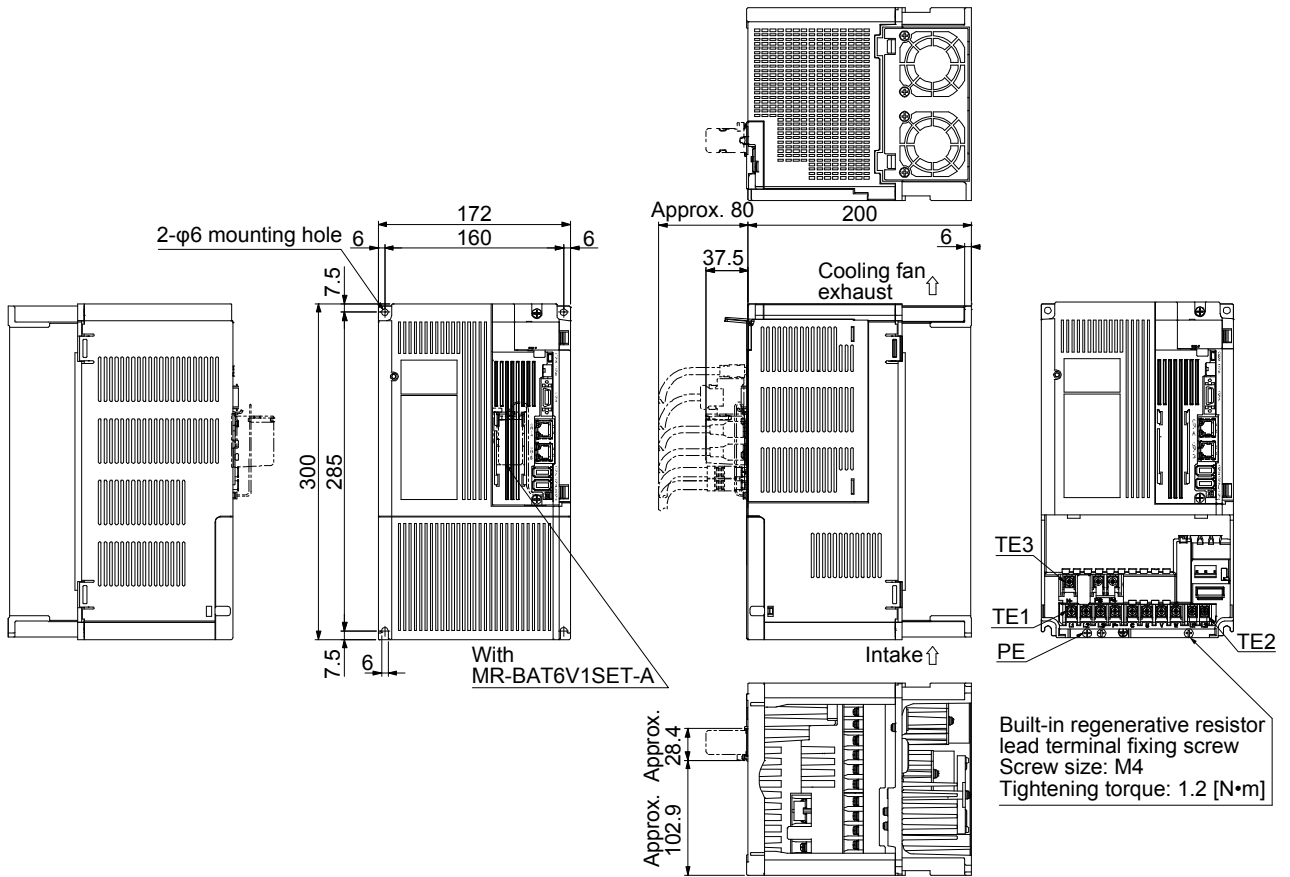 172
2-φ6 mounting hole
6
160
6
7.5
300
285
7.5
6
With
MR-BAT6V1SET-A
Approx. 80
200
37.5
6
Cooling fan
exhaust
Intake
Approx.
28.4
Approx.
102.9
TE3
TE1
PE
TE2
Built-in regenerative resistor
lead terminal fixing screw
Screw size: M4
Tightening torque: 1.2 [N•m]